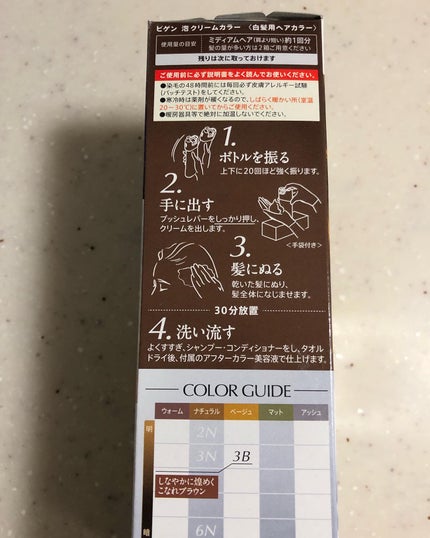 ビゲン 泡クリームカラー 〈白髪用ヘアカラー〉
使用量の目安
ミディアムヘア(肩より短い)約1回分
髪の量が多い方は2箱ご用意ください
残りは次に取っておけます
ご使用前に必ず説明書をよく読んでお使いください。
●染毛の48時間前には毎回必ず皮膚アレルギー試験
(パッチテスト)をしてください。
●寒冷時は薬剤が緩くなるので、しばらく暖かい所(室温
20~30℃)に置いてからご使用ください。
●暖房器具等で絶対に加温しないでください。
1.
ボトルを振る
上下に20回ほど強く振ります。
2.
手に出す
プッシュレバーをしっかり押し、
クリームを出します。
<手袋付き>
3.
髪にぬる
乾いた髪にぬり、
髪全体になじませます。
30分放置
4. 洗い流す
よくすすぎ、シャンプー・コンディショナーをし、タオル
ドライ後、付属のアフターカラー美容液で仕上げます。
COLOR GUIDE
ウォーム ナチュラル ベージュ マット アッシュ
明
2N
3N
3B
しなやかに煌めく
こなれブラウン
6N
暗